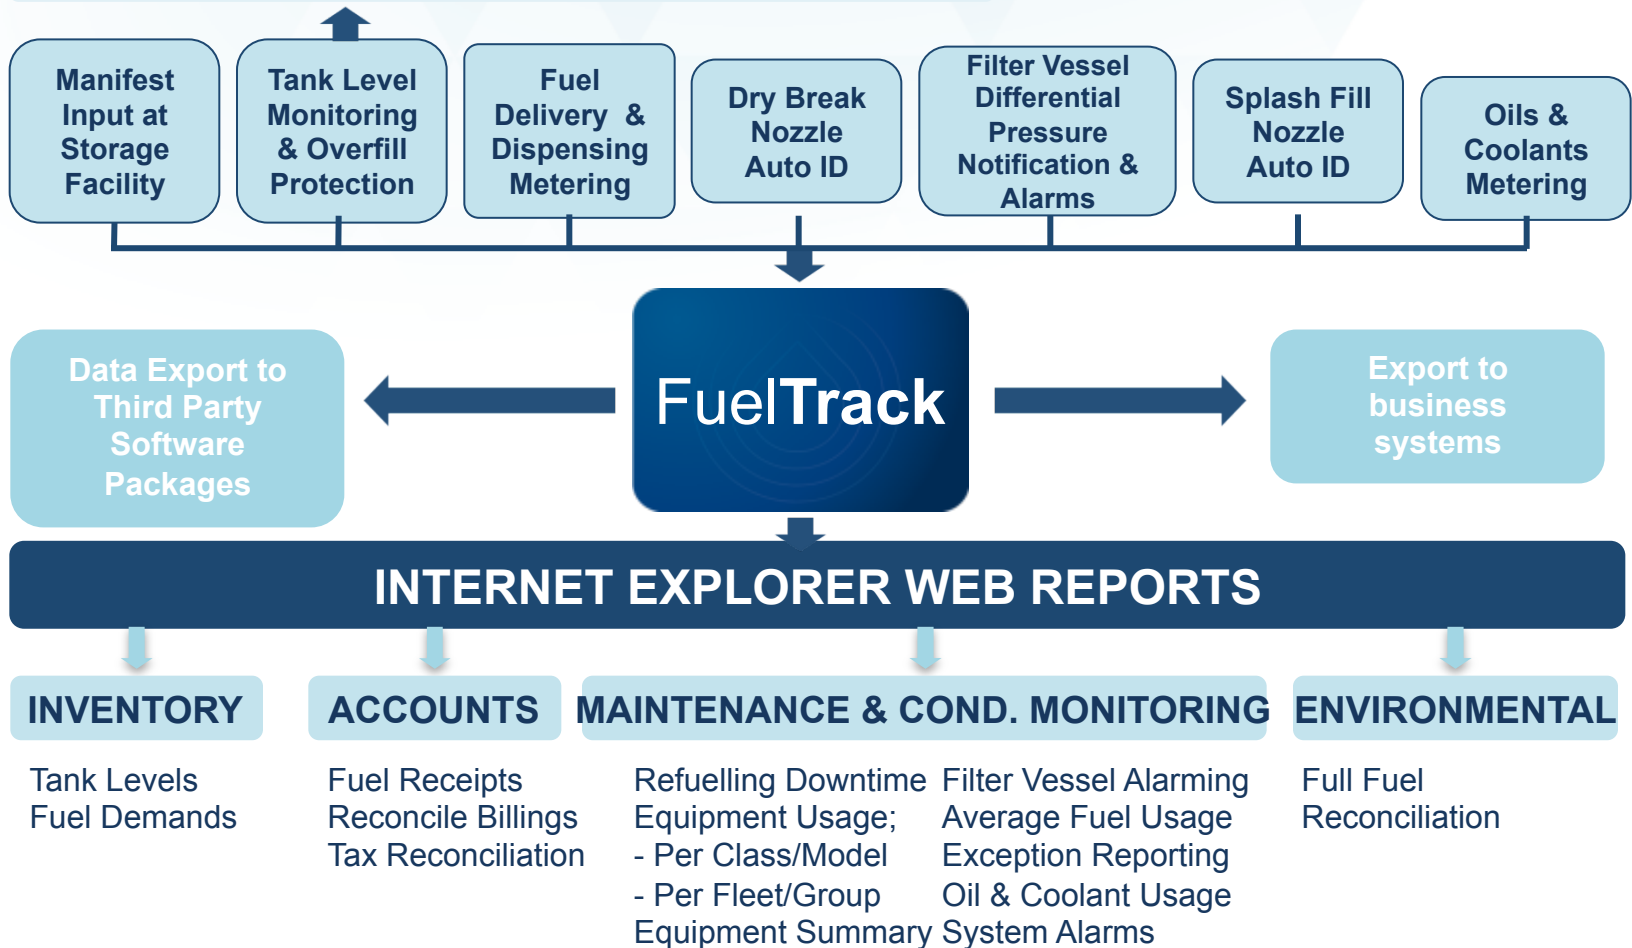 Manifest
Input at
Storage
Facility
Tank Level
Monitoring
& Overfill
Protection
Fuel
Delivery &
Dispensing
Metering
Dry Break
Nozzle
Auto ID
Filter Vessel
Differential
Pressure
Notification &
Alarms
Splash Fill
Nozzle
Auto ID
Oils &
Coolants
Metering
Data Export to
Third Party
Software
Packages
FuelTrack
Export to
business
systems
INTERNET EXPLORER WEB REPORTS
INVENTORY
Tank Levels
Fuel Demands
ACCOUNTS
Fuel Receipts
Reconcile Billings
Tax Reconciliation
MAINTENANCE & COND. MONITORING
Refuelling Downtime
Equipment Usage;
- Per Class/Model
- Per Fleet/Group
Equipment Summary
Filter Vessel Alarming
Average Fuel Usage
Exception Reporting
Oil & Coolant Usage
System Alarms
ENVIRONMENTAL
Full Fuel
Reconciliation